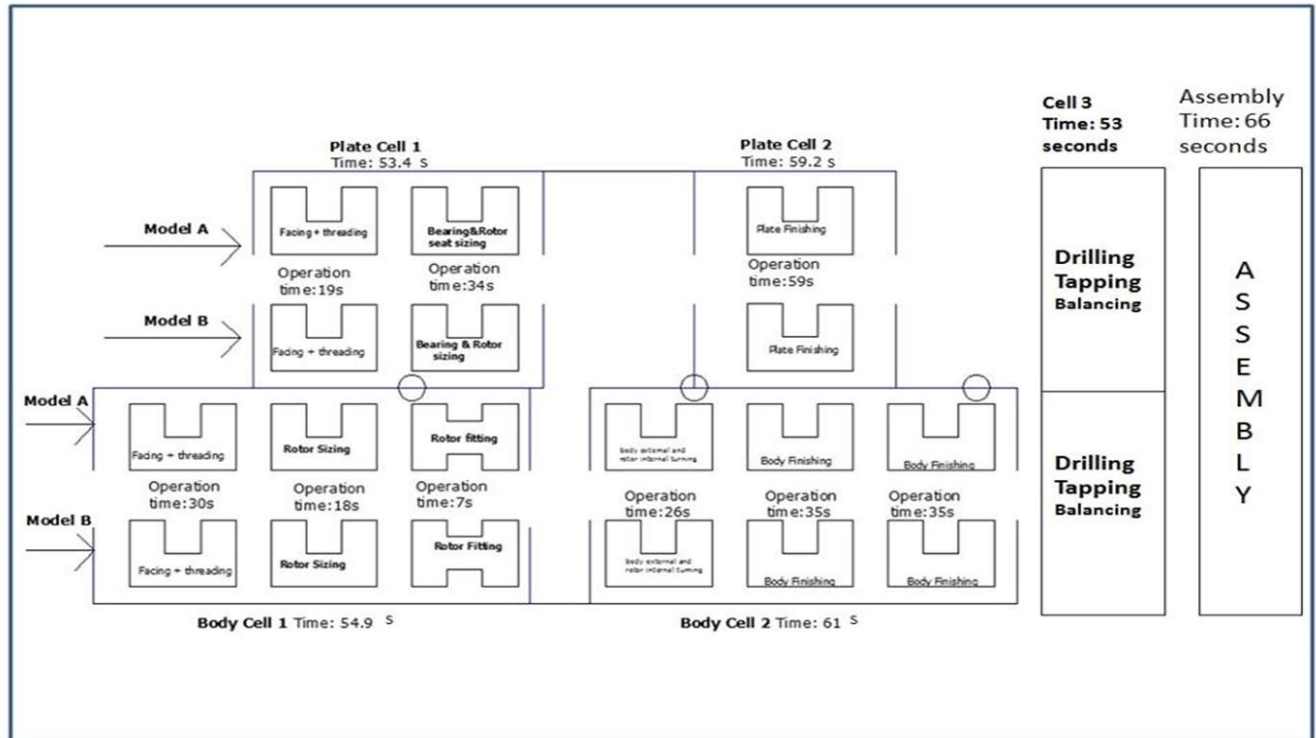 Cell 3
Time: 53
seconds
Assembly
Time: 66
seconds
Plate Cell 1
Time: 53.4 s
Plate Cell 2
Time: 59.2 s
Model A
Facing + threading
Bearing&Rotor
seat sizing
Plate Finishing
Operation
time:19s
Operation
time:34s
Operation
time:59s
Model B
Facing + threading
Bearing & Rotor
sizing
Plate Finishing
Drilling
Tapping
Balancing
A
S
S
E
M
B
L
Y
Model A
Facing + threading
Rotor Sizing
Rotor fitting
body external and
rotor internal turning
Body Finishing
Body Finishing
Operation
time:30s
Operation
time:18s
Operation
time:7s
Operation
time:26s
Operation
time:35s
Operation
time:35s
Drilling
Tapping
Balancing
Model B
Facing + threading
Rotor Sizing
Rotor Fitting
body external and
rotor internal turning
Body Finishing
Body Finishing
Body Cell 1 Time: 54.9 s
Body Cell 2 Time: 61 s